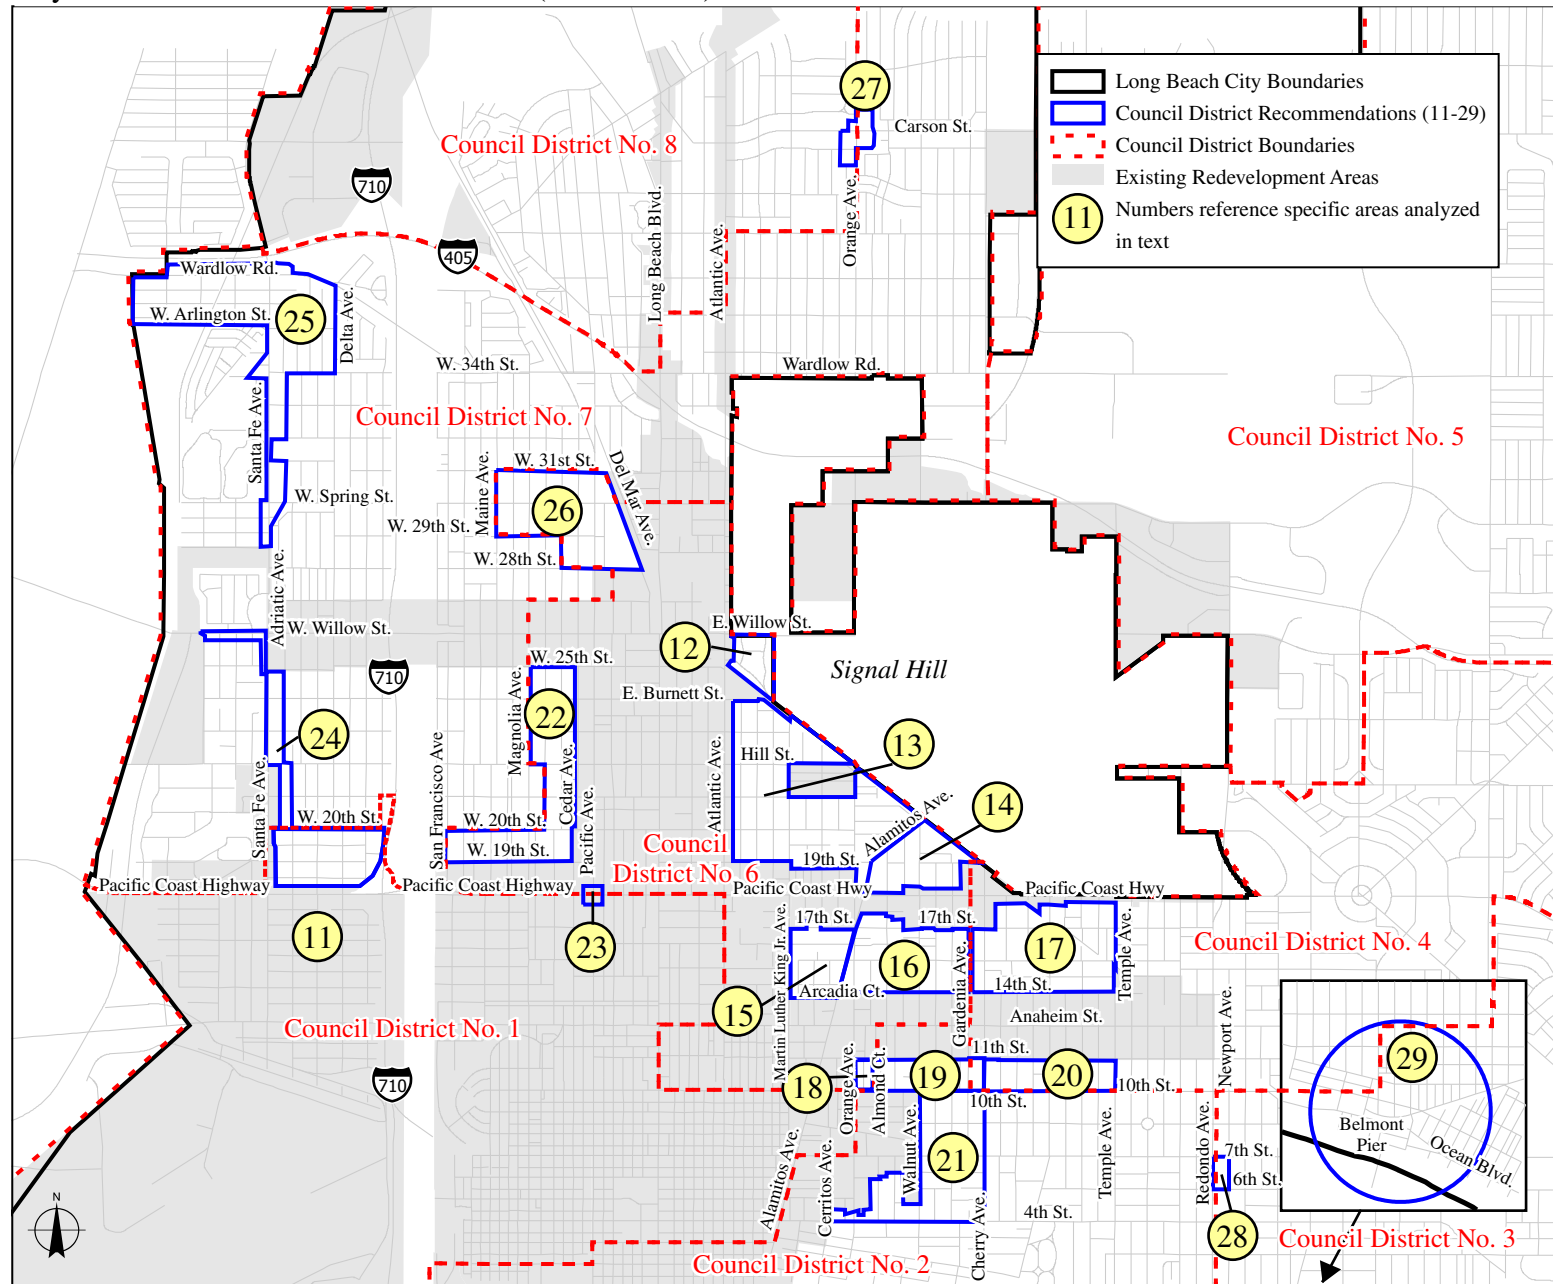 Long Beach City Boundaries
Council District Recommendations (11-29)
Council District Boundaries
Existing Redevelopment Areas
11
Numbers reference specific areas analyzed
in text
27
Carson St.
Council District No. 8
710
Long Beach Blvd.
Atlantic Ave.
Orange Ave.
405
Wardlow Rd.
W. Arlington St.
25
Delta Ave.
W. 34th St.
Wardlow Rd.
Santa Fe Ave.
Council District No. 7
Council District No. 5
W. 31st St.
Maine Ave.
Del Mar Ave.
W. Spring St.
26
W. 29th St.
W. 28th St.
Adriatic Ave.
W. Willow St.
E. Willow St.
12
W. 25th St.
Signal Hill
710
E. Burnett St.
Magnolia Ave.
22
24
13
Hill St.
San Francisco Ave
Cedar Ave.
Pacific Ave.
Atlantic Ave.
Santa Fe Ave.
14
Alamitos Ave.
W. 20th St.
W. 20th St.
W. 19th St.
Council
District No. 6
19th St.
Pacific Coast Highway
Pacific Coast Highway
Pacific Coast Hwy
Pacific Coast Hwy
11
23
17th St.
17th St.
Martin Luther King Jr. Ave.
16
17
Gardenia Ave.
Temple Ave.
Council District No. 4
Arcadia Ct.
14th St.
15
Anaheim St.
Council District No. 1
11th St.
Newport Ave.
710
18
Orange Ave.
Almond Ct.
19
20
10th St.
10th St.
29
Belmont
Pier
Ocean Blvd.
Alamitos Ave.
Cerritos Ave.
Walnut Ave.
21
Temple Ave.
Redondo Ave.
7th St.
6th St.
N
Cherry Ave.
4th St.
28
Council District No. 3
Council District No. 2